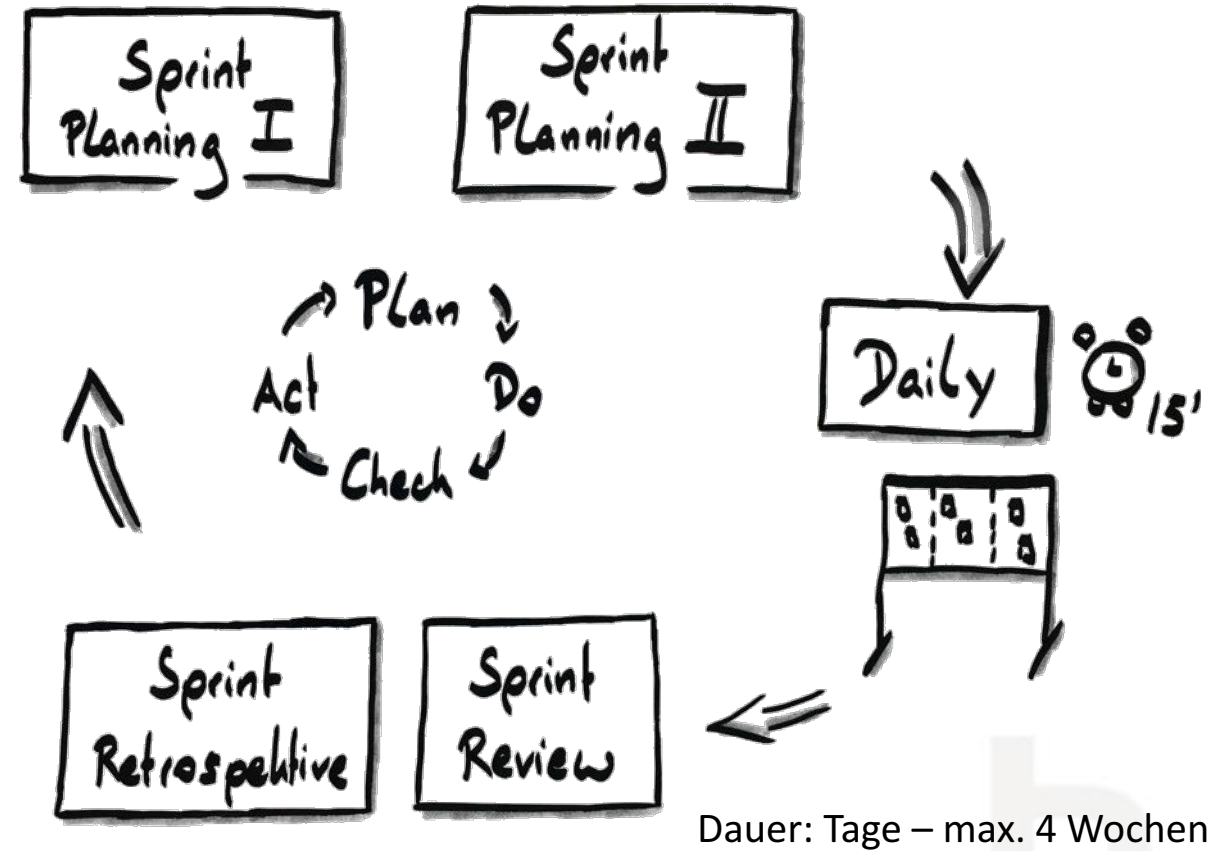 Sprint
Planning I
Sprint
Planning II
Plan
Act
Do
Check
Daily
15'
Sprint
Retrospektive
Sprint
Review
Dauer: Tage – max. 4 Wochen